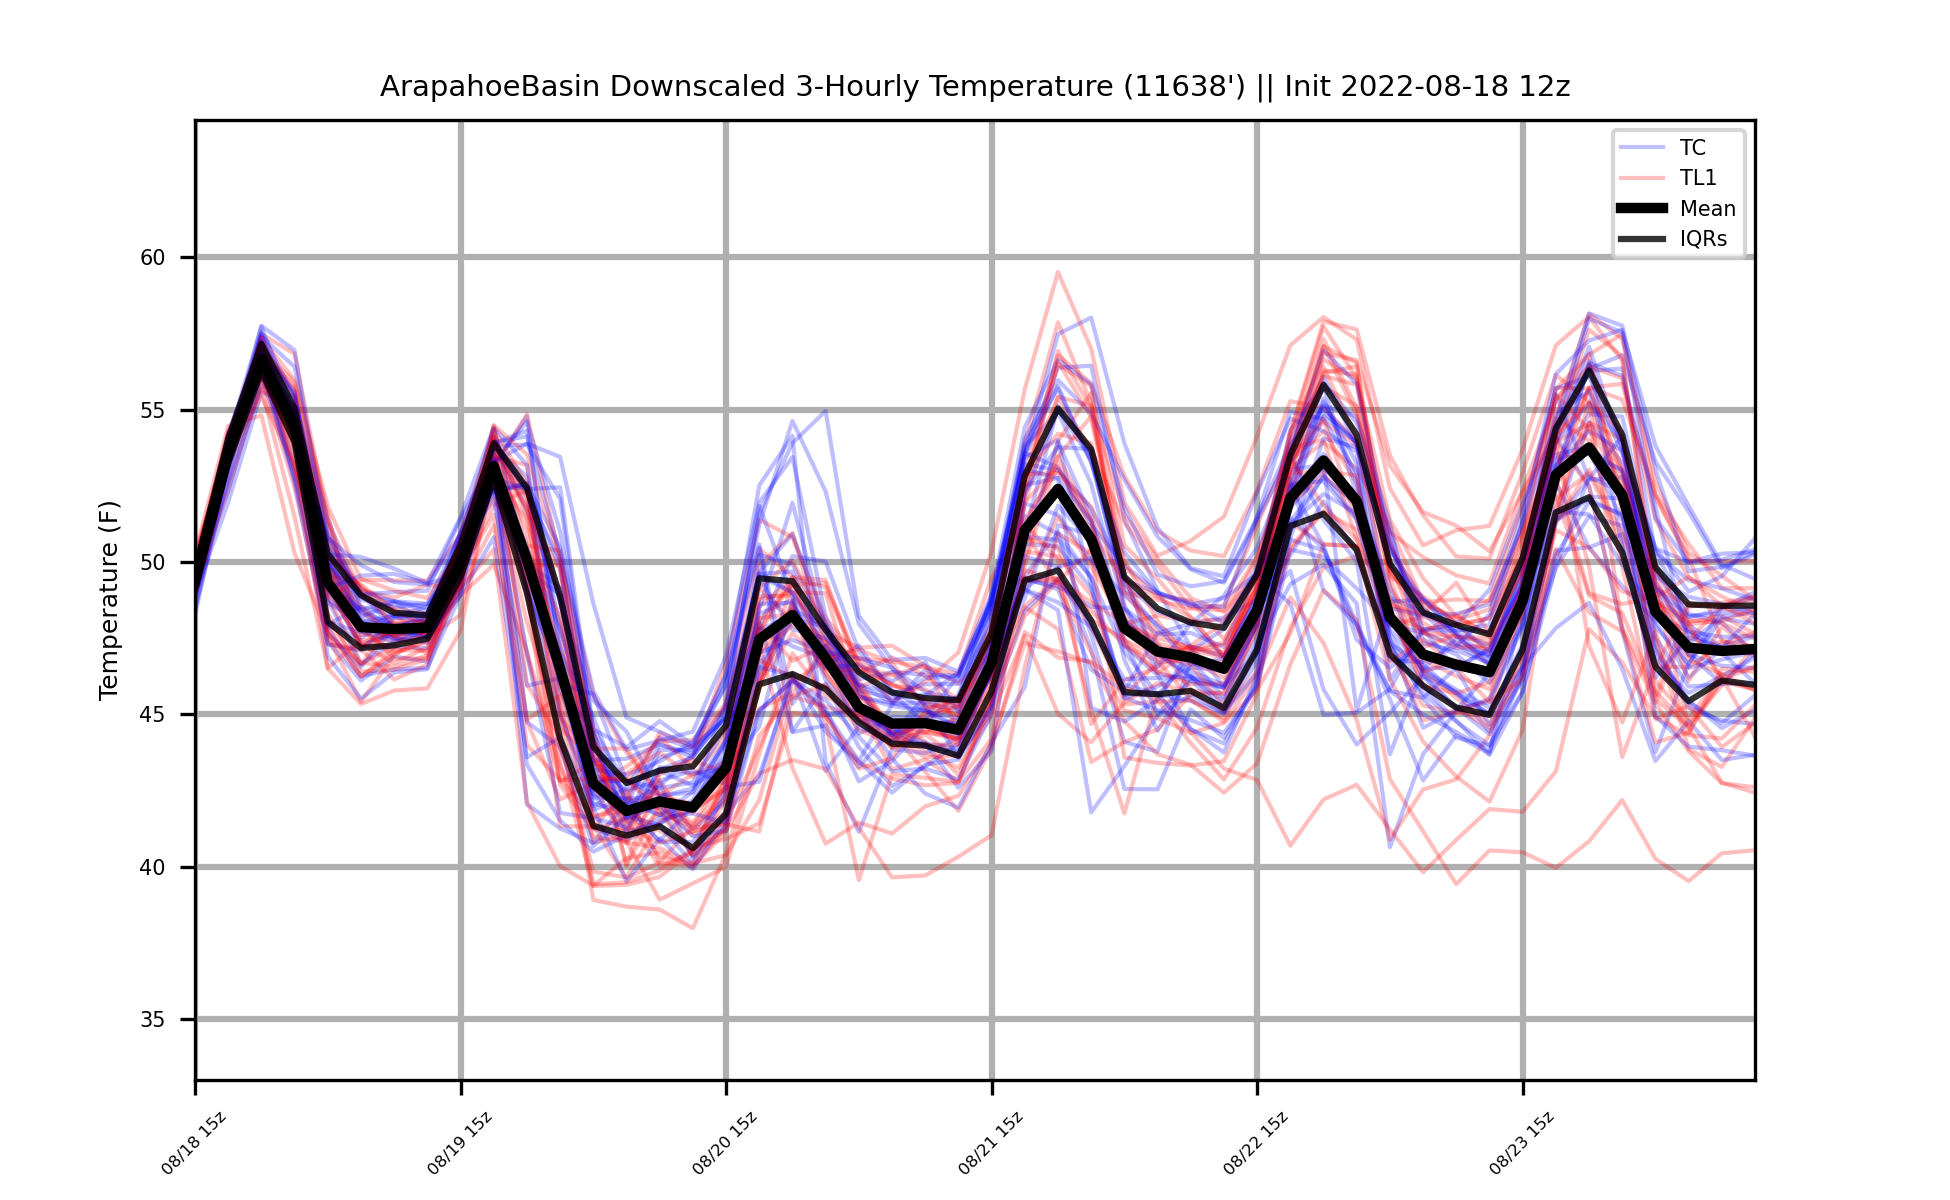 ArapahoeBasin Downscaled 3-Hourly Temperature (11638') || Init 2022-08-18 12z
TC
TL1
Mean
IQRs
Temperature (F)
60
55
50
45
40
35
08/18 15z
08/19 15z
08/20 15z
08/21 15z
08/22 15z
08/23 15z